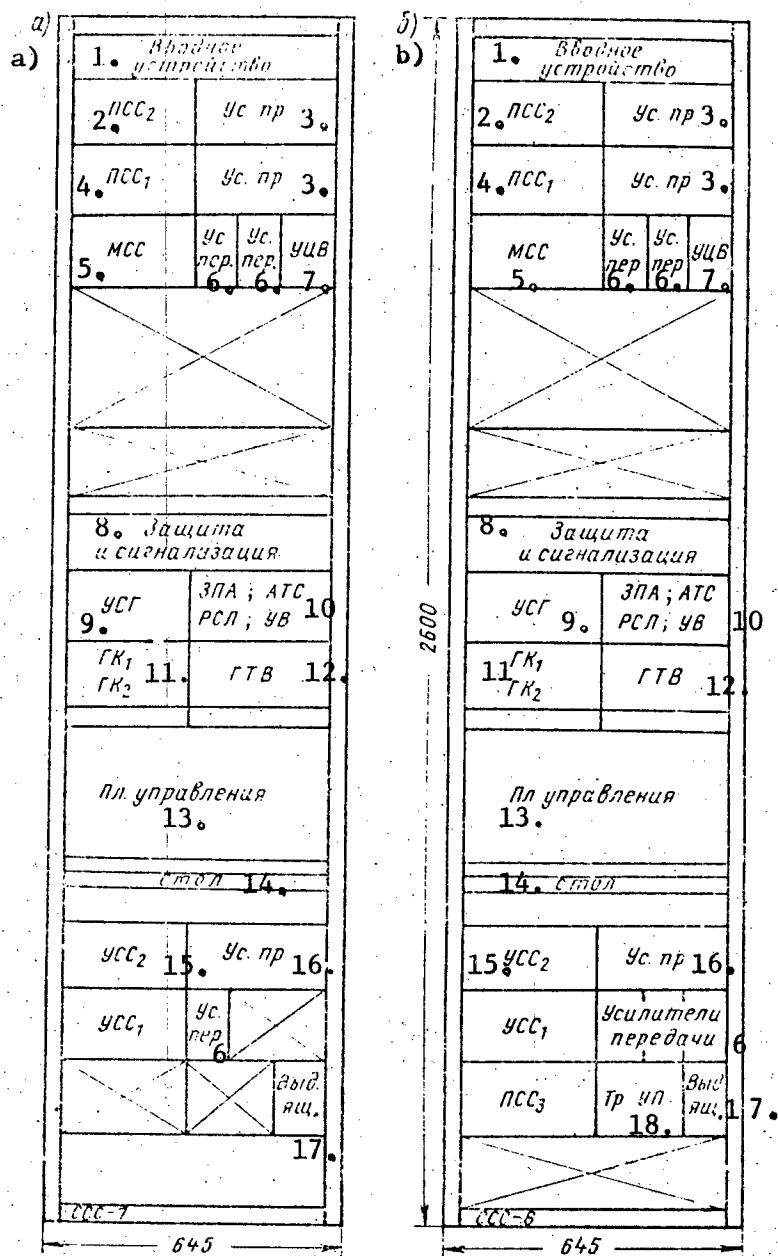 а)
a)
1. Вводное
устройство
2. ПСС2
Ус пр 3.
4. ПСС1
Ус. пр 3.
5. МСС
Ус
пер.
6.
Ус.
пер.
6.
УЦВ
7.
8. Защита
и сигнализация
9. УСГ
ЗПА ; АТС
РСЛ ; УВ 10
ГК1
ГК2 11.
ГТВ 12.
Пл. управления
13.
стол 14.
УСС2 15.
Ус. пр 16.
УСС1
Ус.
пер
6
Выд.
ящ.
17.
ССС-7
645
б)
b)
1. Вводное
устройство
2. ПСС2
Ус. пр 3.
4. ПСС1
Ус. пр 3.
МСС
5.
Ус.
пер
6.
Ус.
пер
6.
УЦВ
7.
8. Защита
и сигнализация
УСГ 9.
ЗПА ; АТС
РСЛ ; УВ 10
11 ГК1
ГК2
ГТВ 12.
Пл управления
13.
14. стол
15. УСС2
Ус. пр 16.
УСС1
Усилители
передачи 6
ПСС3
Тр УП
18.
Выд
ящ. 17.
ССС-6
645
2600